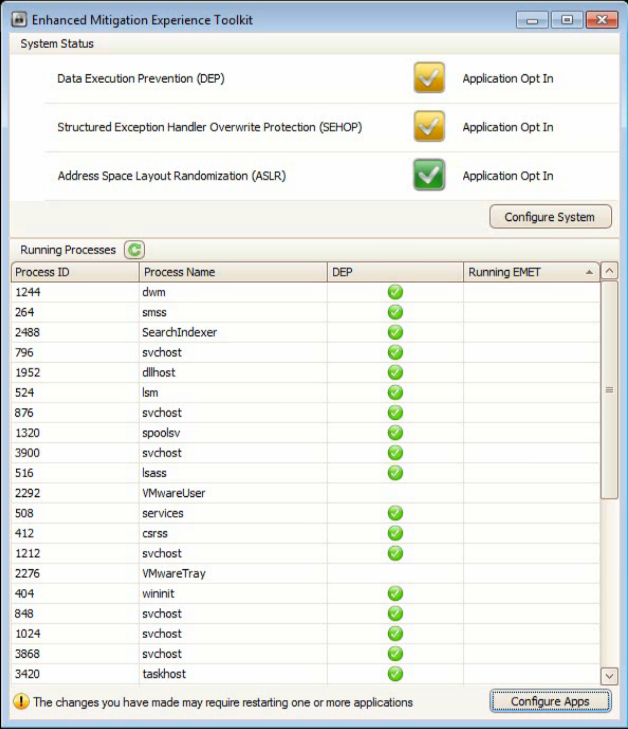 Enhanced Mitigation Experience Toolkit
System Status
Data Execution Prevention (DEP) Application Opt In
Structured Exception Handler Overwrite Protection (SEHOP) Application Opt In
Address Space Layout Randomization (ASLR) Application Opt In
Configure System
Running Processes
Process ID Process Name DEP Running EMET
1244 dwm
264 smss
2488 SearchIndexer
796 svchost
1952 dllhost
524 lsm
876 svchost
1320 spoolsv
3900 svchost
516 lsass
2292 VMwareUser
508 services
412 csrss
1212 svchost
2276 VMwareTray
404 wininit
848 svchost
1024 svchost
3868 svchost
3420 taskhost
The changes you have made may require restarting one or more applications Configure Apps